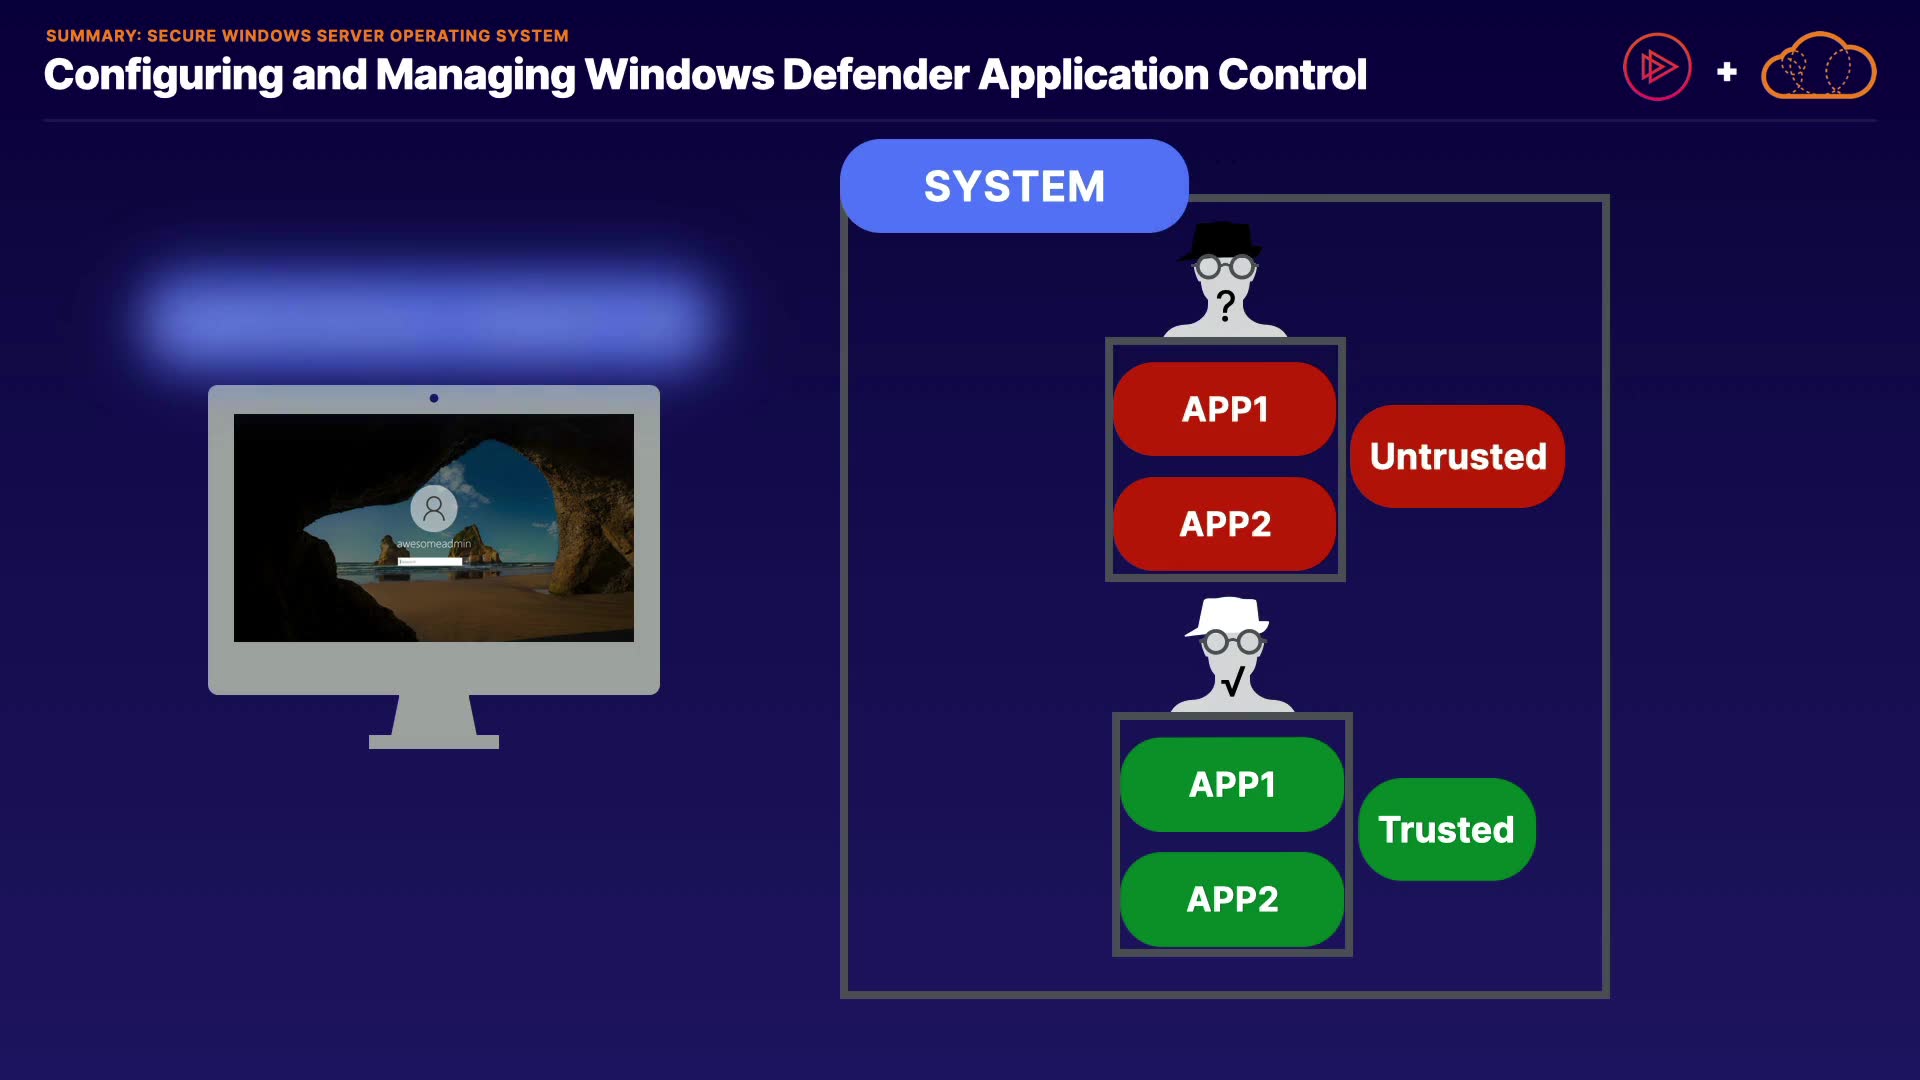 SUMMARY: SECURE WINDOWS SERVER OPERATING SYSTEM
Configuring and Managing Windows Defender Application Control
+
SYSTEM
?
APP1
Untrusted
APP2
awesomeadmin
√
APP1
Trusted
APP2